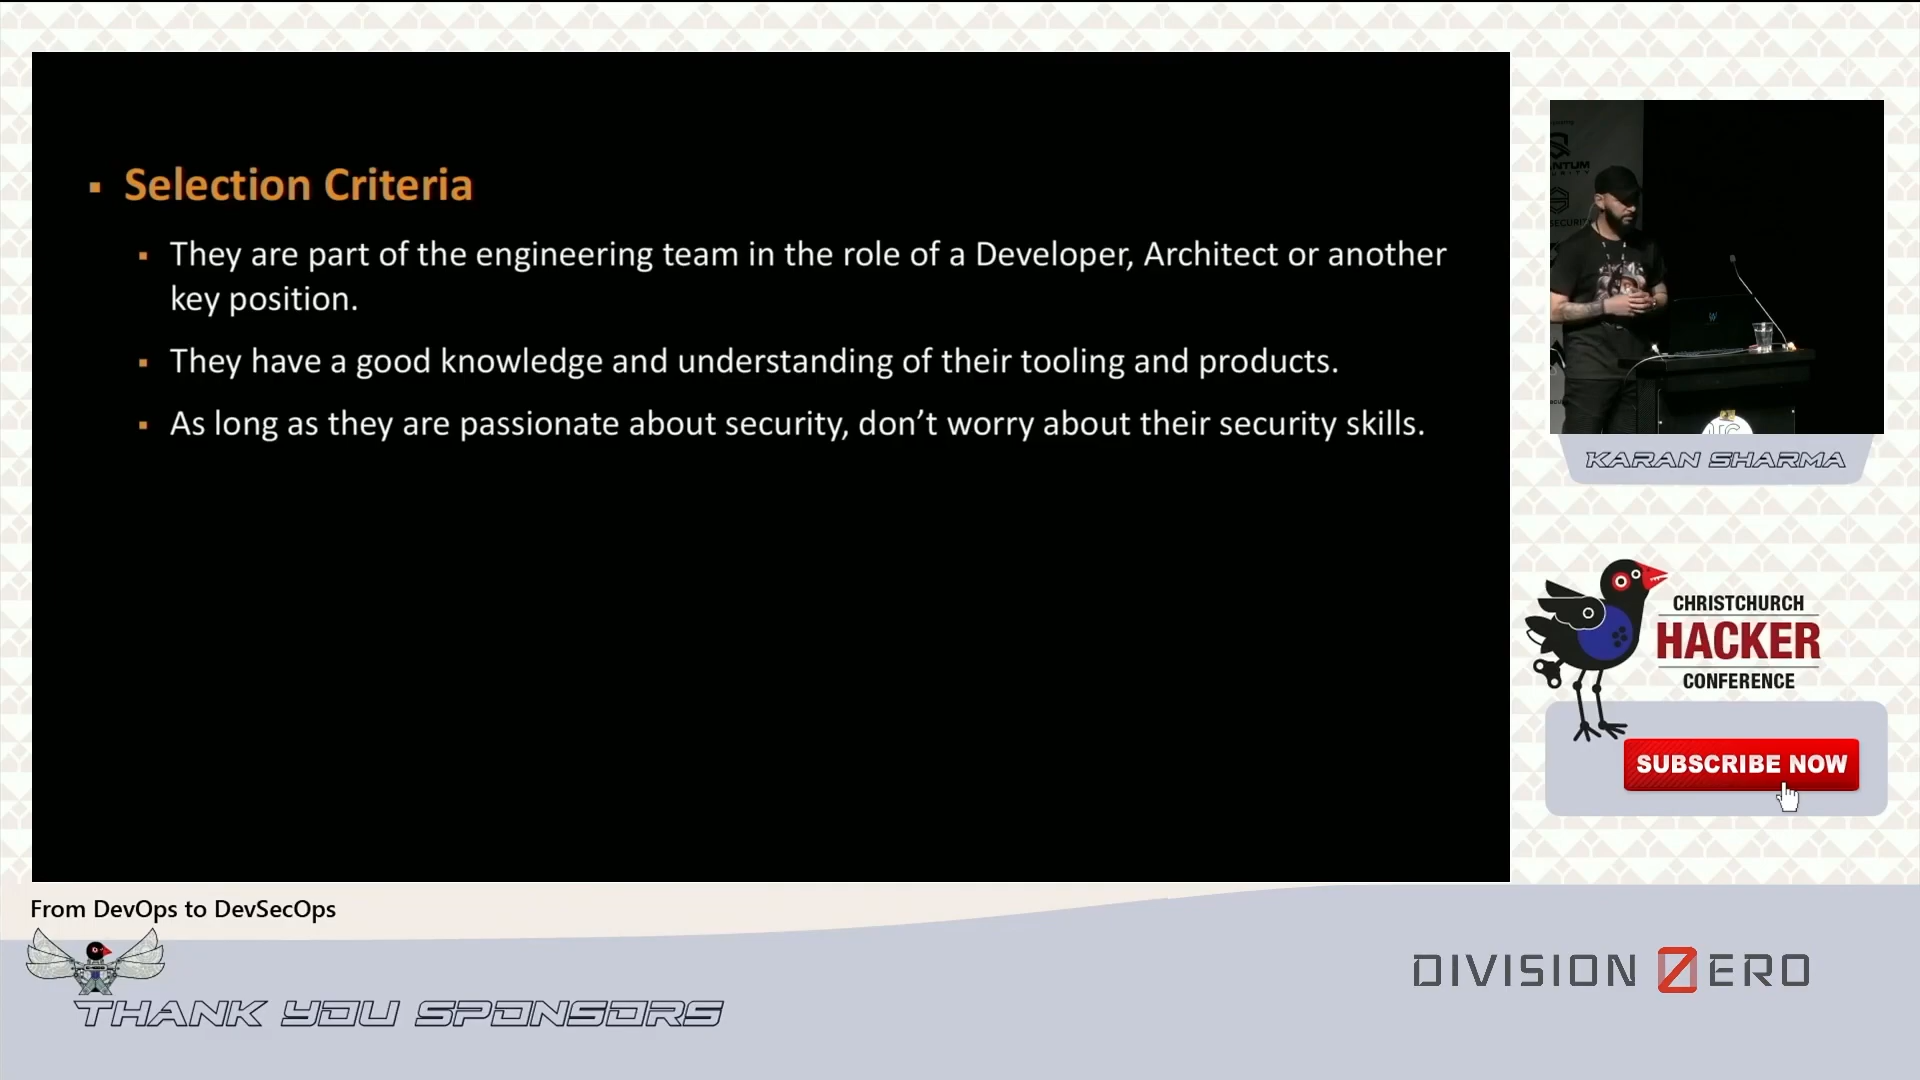 Selection Criteria
They are part of the engineering team in the role of a Developer, Architect or another
key position.
They have a good knowledge and understanding of their tooling and products.
As long as they are passionate about security, don’t worry about their security skills.
KARAN SHARMA
CHRISTCHURCH
HACKER
CONFERENCE
SUBSCRIBE NOW
From DevOps to DevSecOps
THANK YOU SPONSORS
DIVISION ZERO